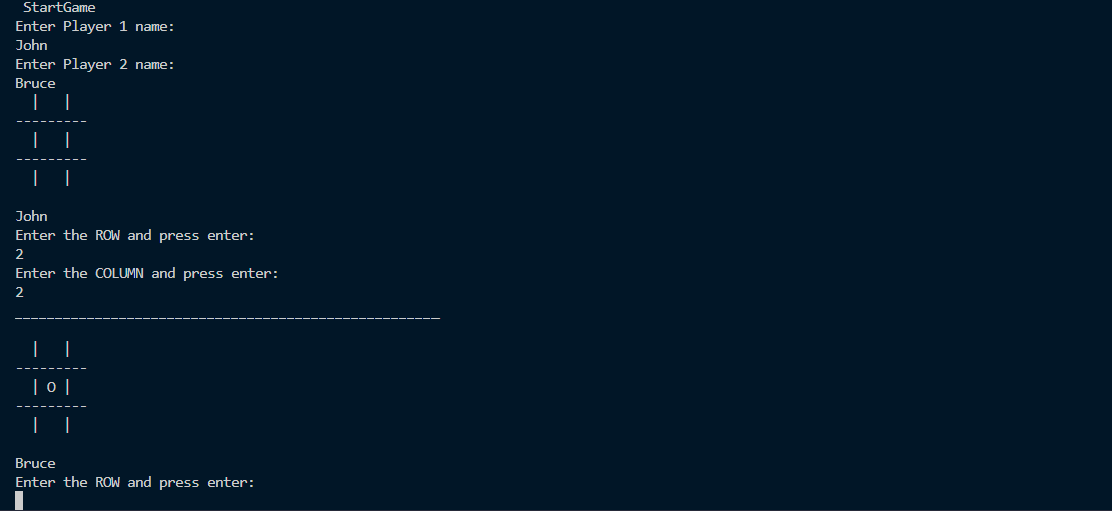 StartGame
Enter Player 1 name:
John
Enter Player 2 name:
Bruce
  |   |
---------
  |   |
---------
  |   |
John
Enter the ROW and press enter:
2
Enter the COLUMN and press enter:
2
_____________________________________________________
  |   |
---------
  | O |
---------
  |   |
Bruce
Enter the ROW and press enter: